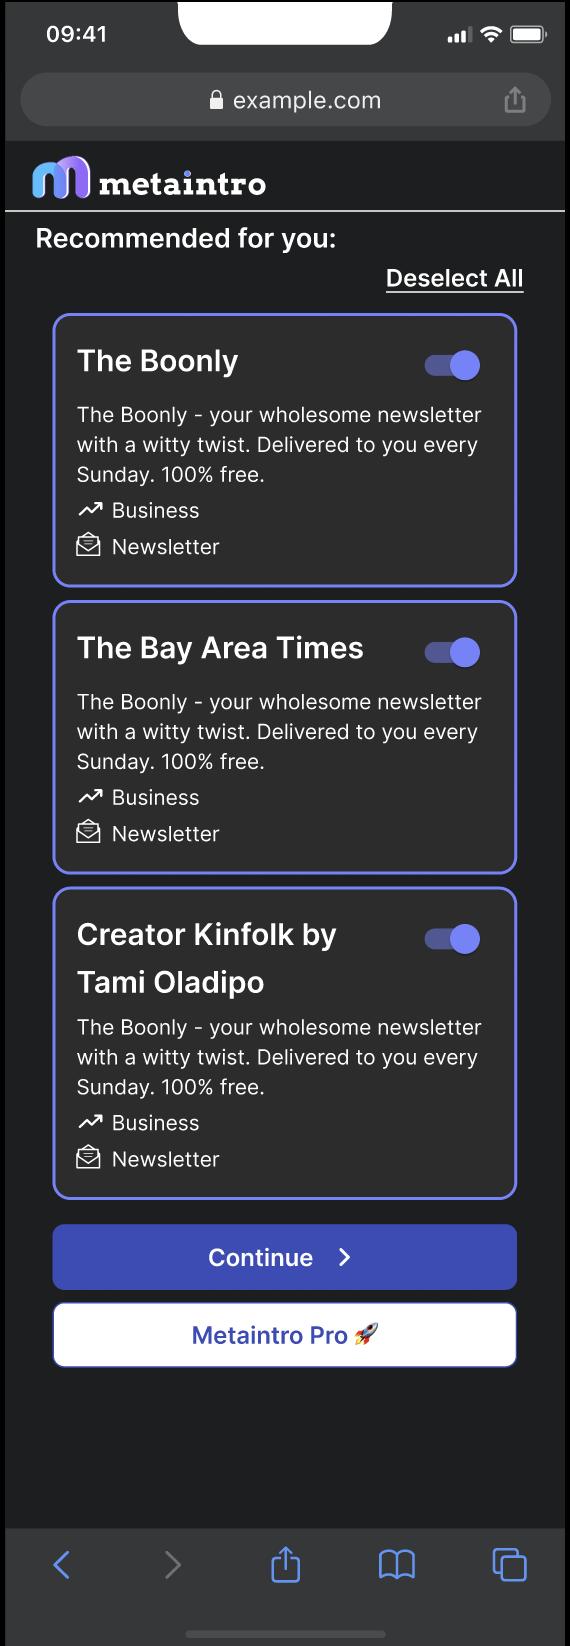 09:41
example.com
metaintro
Recommended for you:
Deselect All
The Boonly
The Boonly - your wholesome newsletter
with a witty twist. Delivered to you every
Sunday. 100% free.
Business
Newsletter
The Bay Area Times
The Boonly - your wholesome newsletter
with a witty twist. Delivered to you every
Sunday. 100% free.
Business
Newsletter
Creator Kinfolk by
Tami Oladipo
The Boonly - your wholesome newsletter
with a witty twist. Delivered to you every
Sunday. 100% free.
Business
Newsletter
Continue
Metaintro Pro 🚀